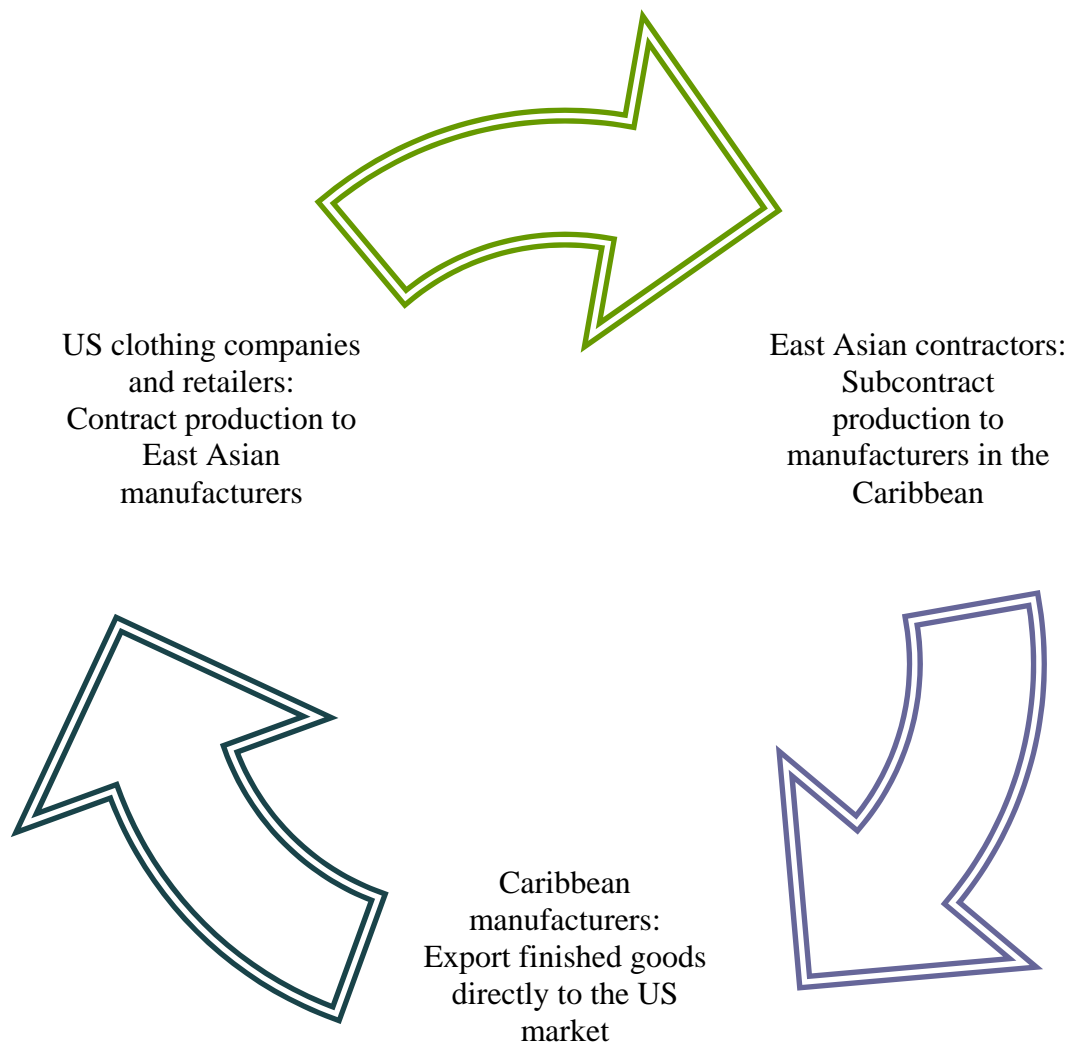 US clothing companies
and retailers:
Contract production to
East Asian
manufacturers
East Asian contractors:
Subcontract
production to
manufacturers in the
Caribbean
Caribbean
manufacturers:
Export finished goods
directly to the US
market